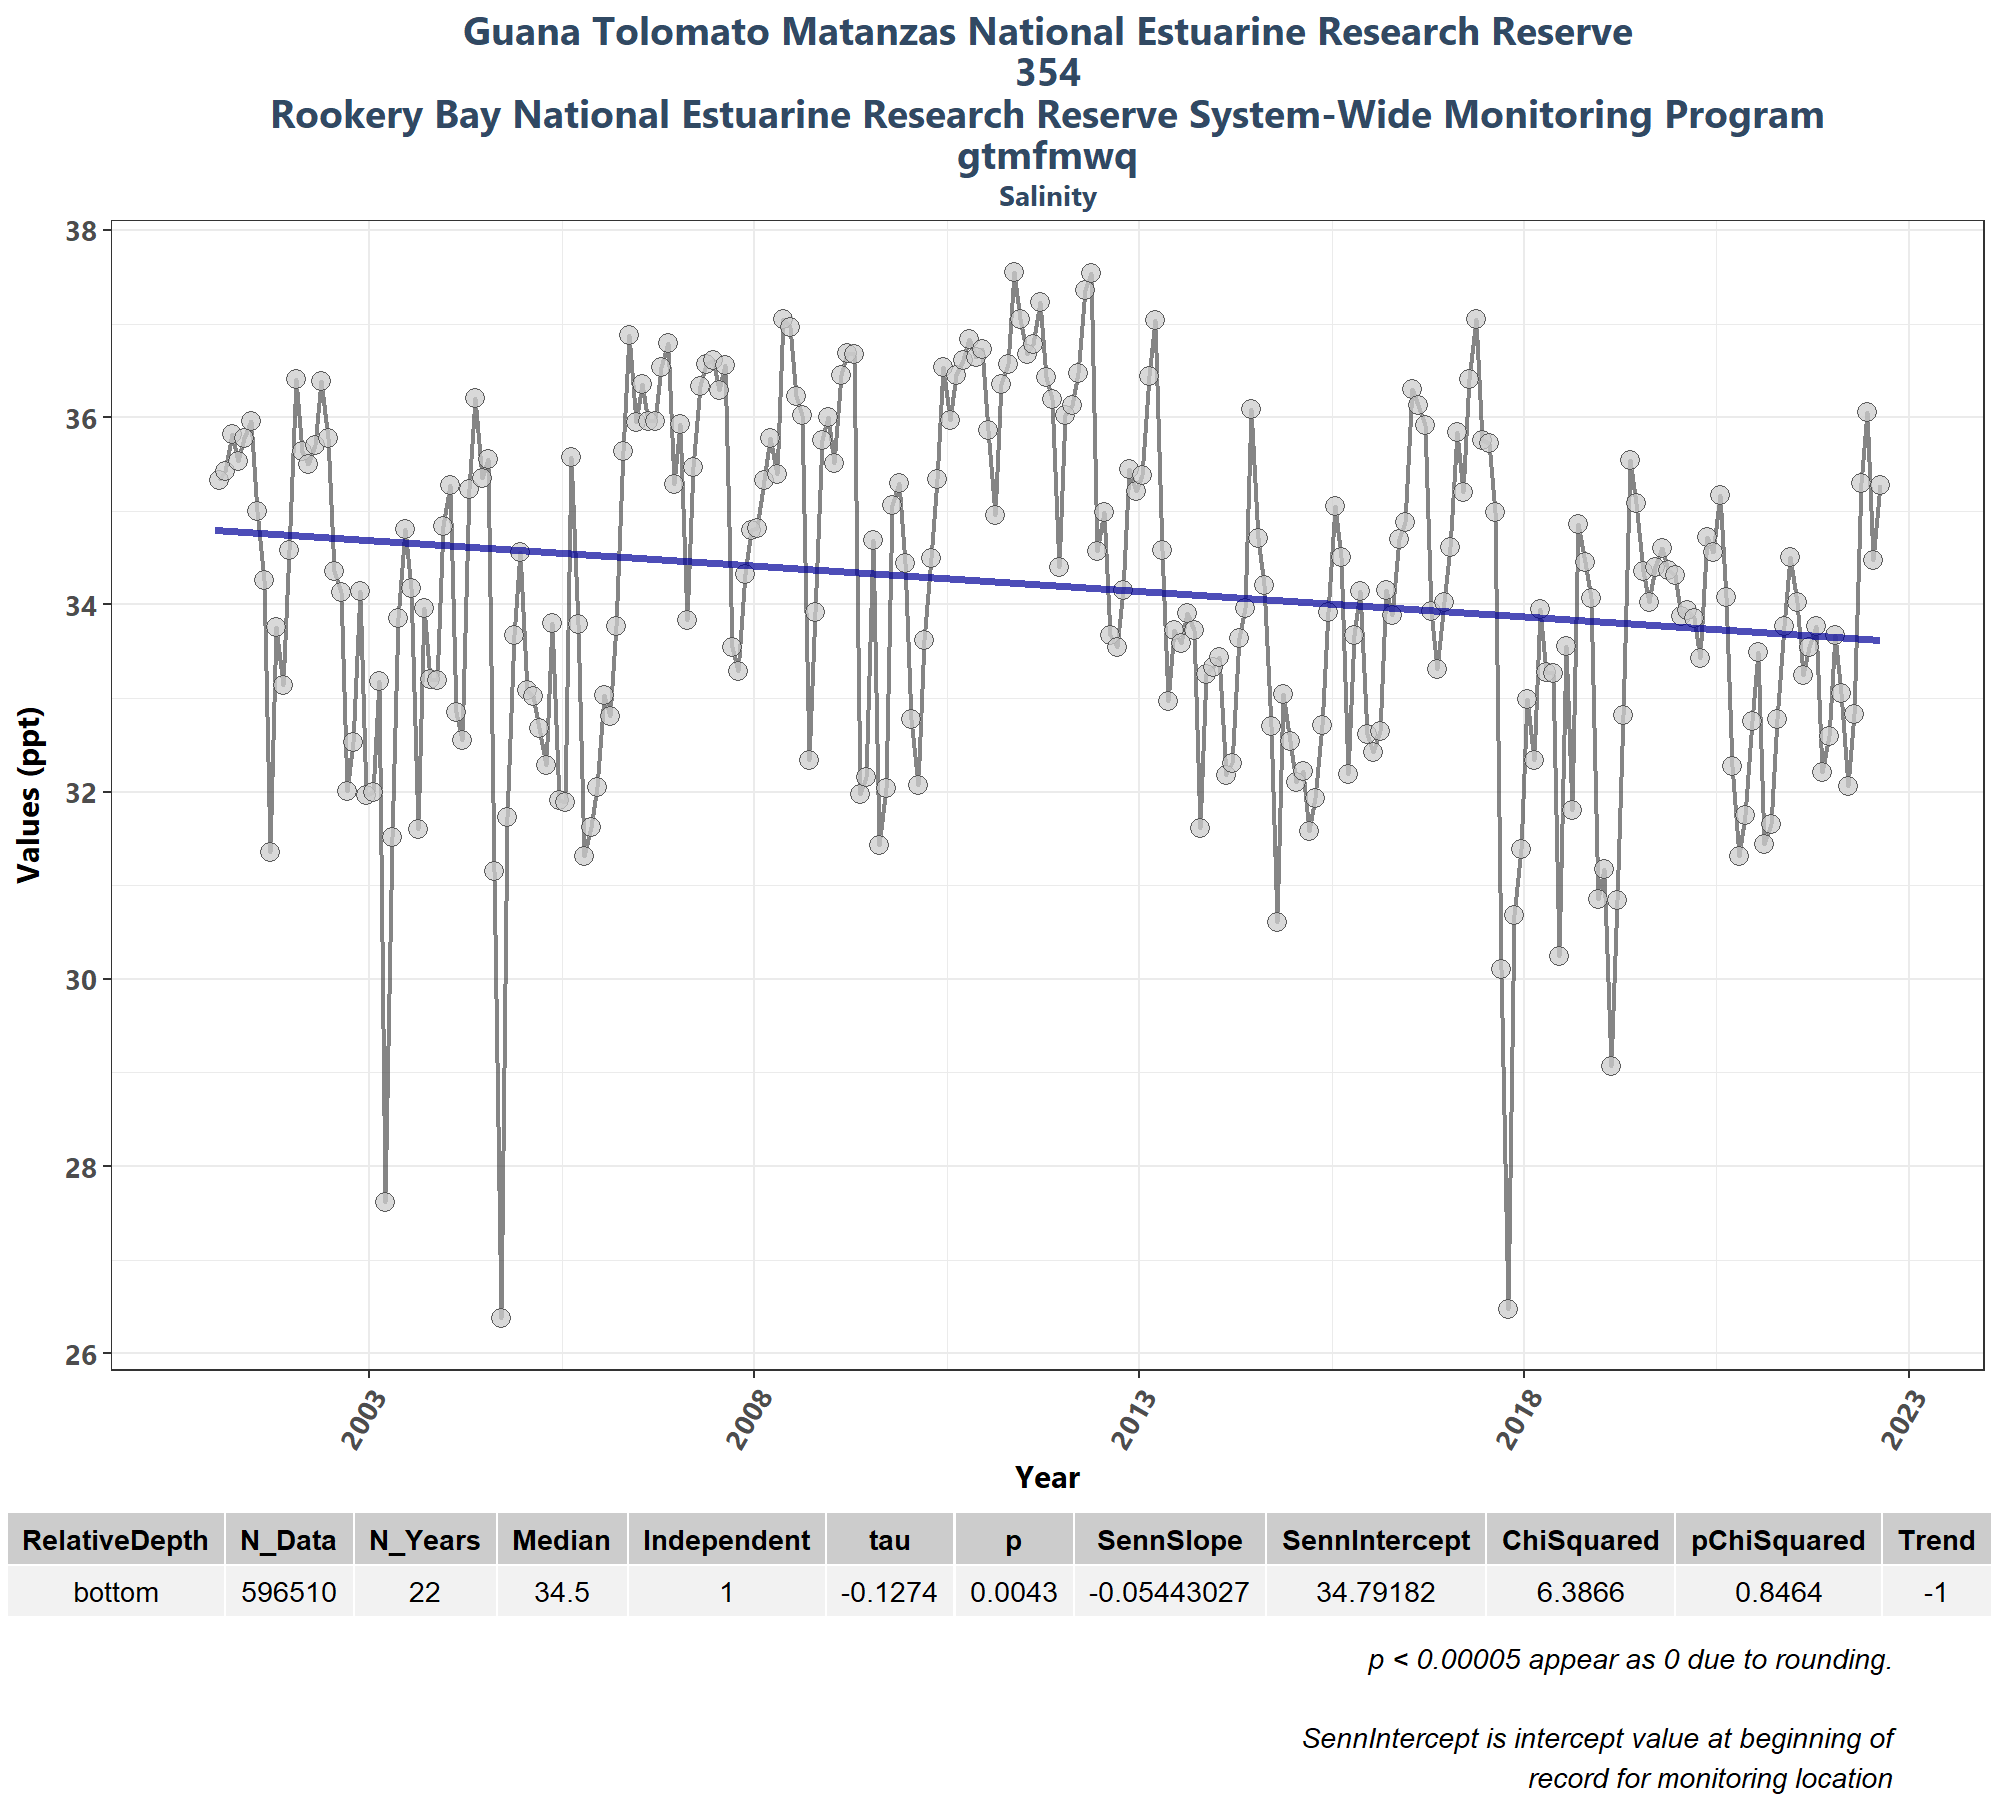 Guana Tolomato Matanzas National Estuarine Research Reserve
354
Rookery Bay National Estuarine Research Reserve System-Wide Monitoring Program
gtmfmwq
Salinity
38
36
34
32
30
28
26
Values (ppt)
2003 2008 2013 2018 2023
Year
RelativeDepth N_Data N_Years Median Independent tau p SennSlope SennIntercept ChiSquared pChiSquared Trend
bottom 596510 22 34.5 1 -0.1274 0.0043 -0.05443027 34.79182 6.3866 0.8464 -1
p < 0.00005 appear as 0 due to rounding.
SennIntercept is intercept value at beginning of
record for monitoring location